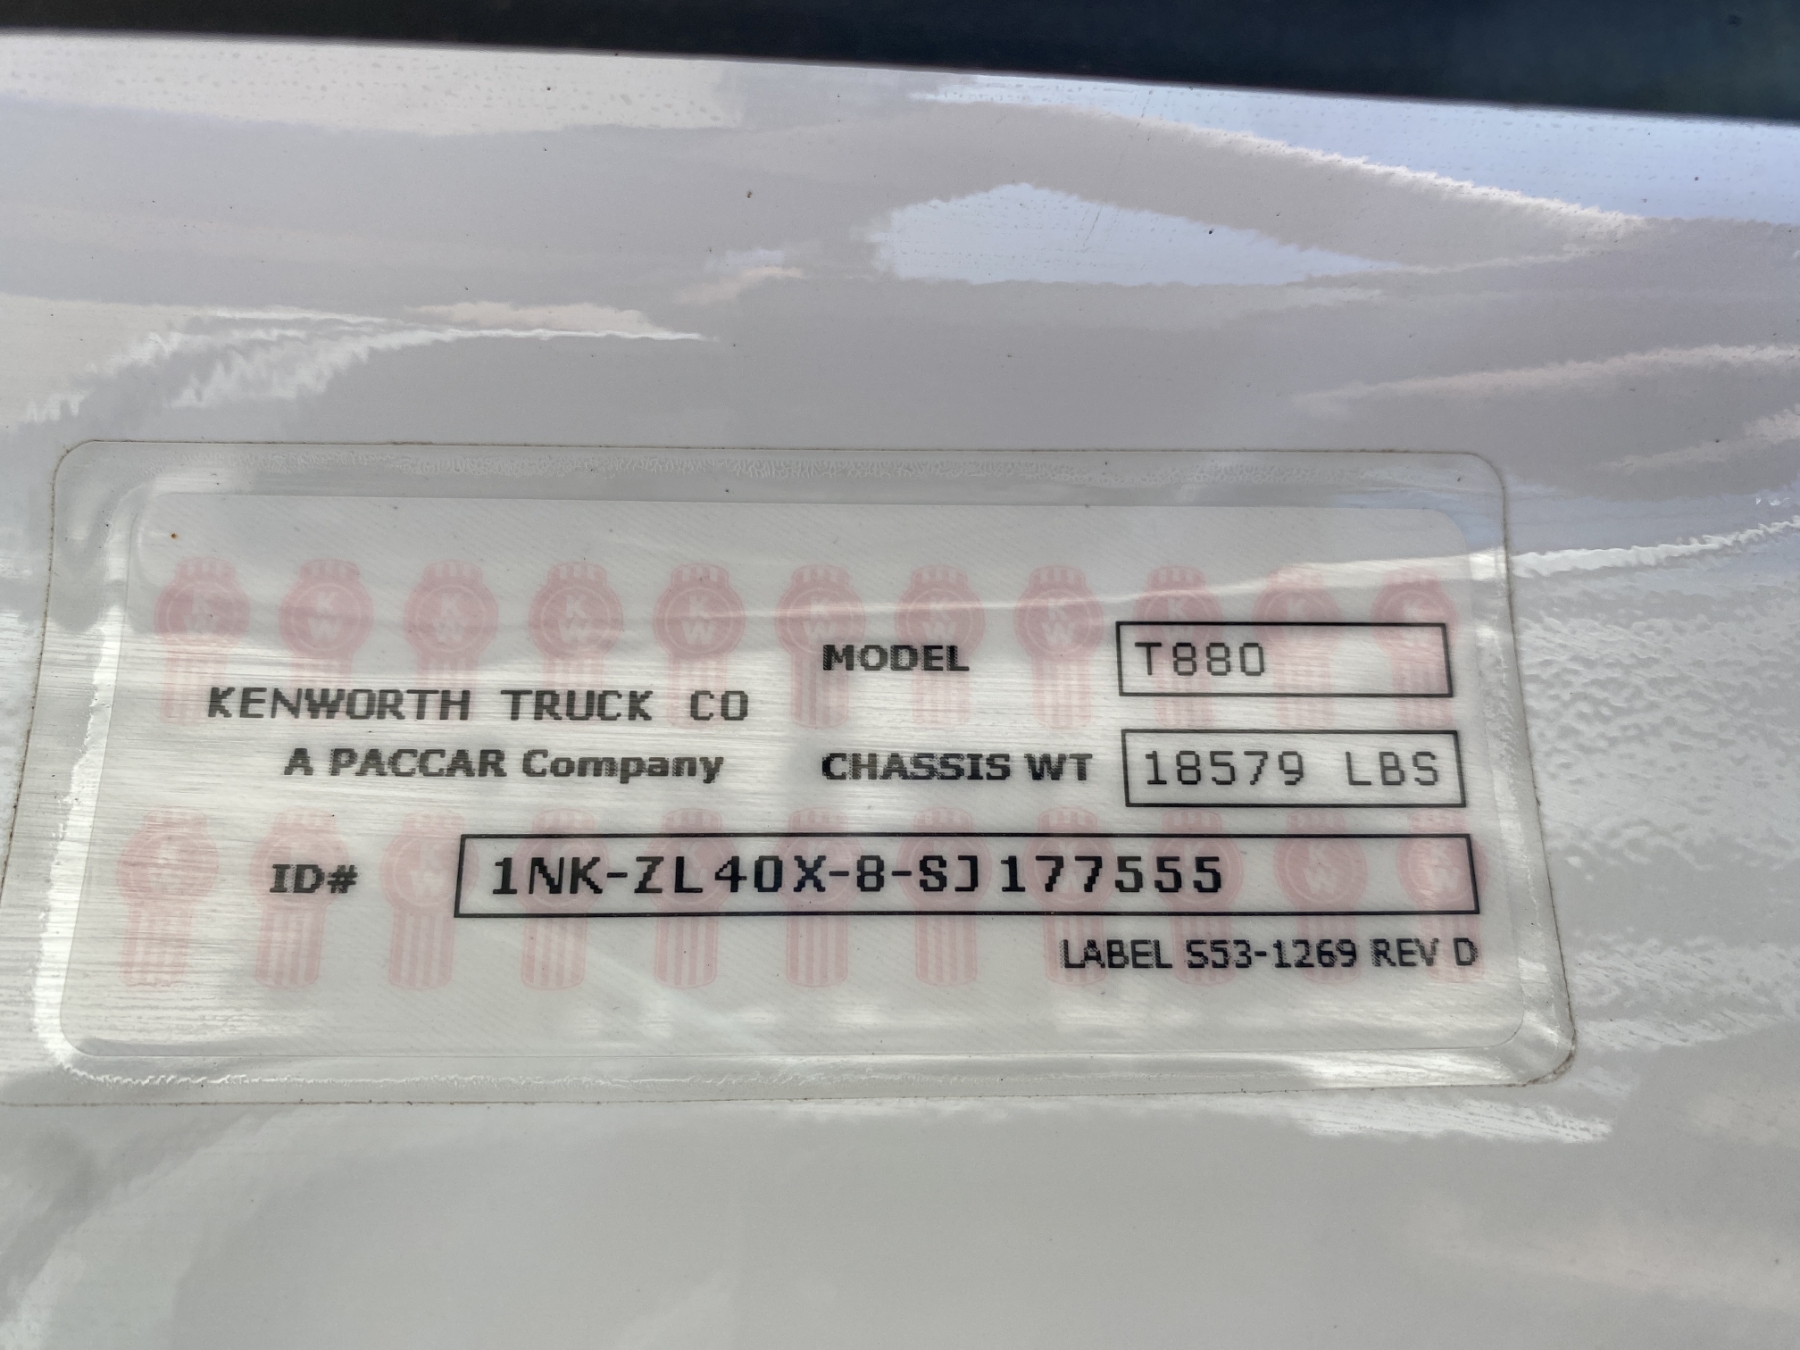 KENWORTH TRUCK CO
A PACCAR Company
MODEL T880
CHASSIS WT 18579 LBS
ID# 1NK-ZL40X-8-SJ177555
LABEL S53-1269 REV D